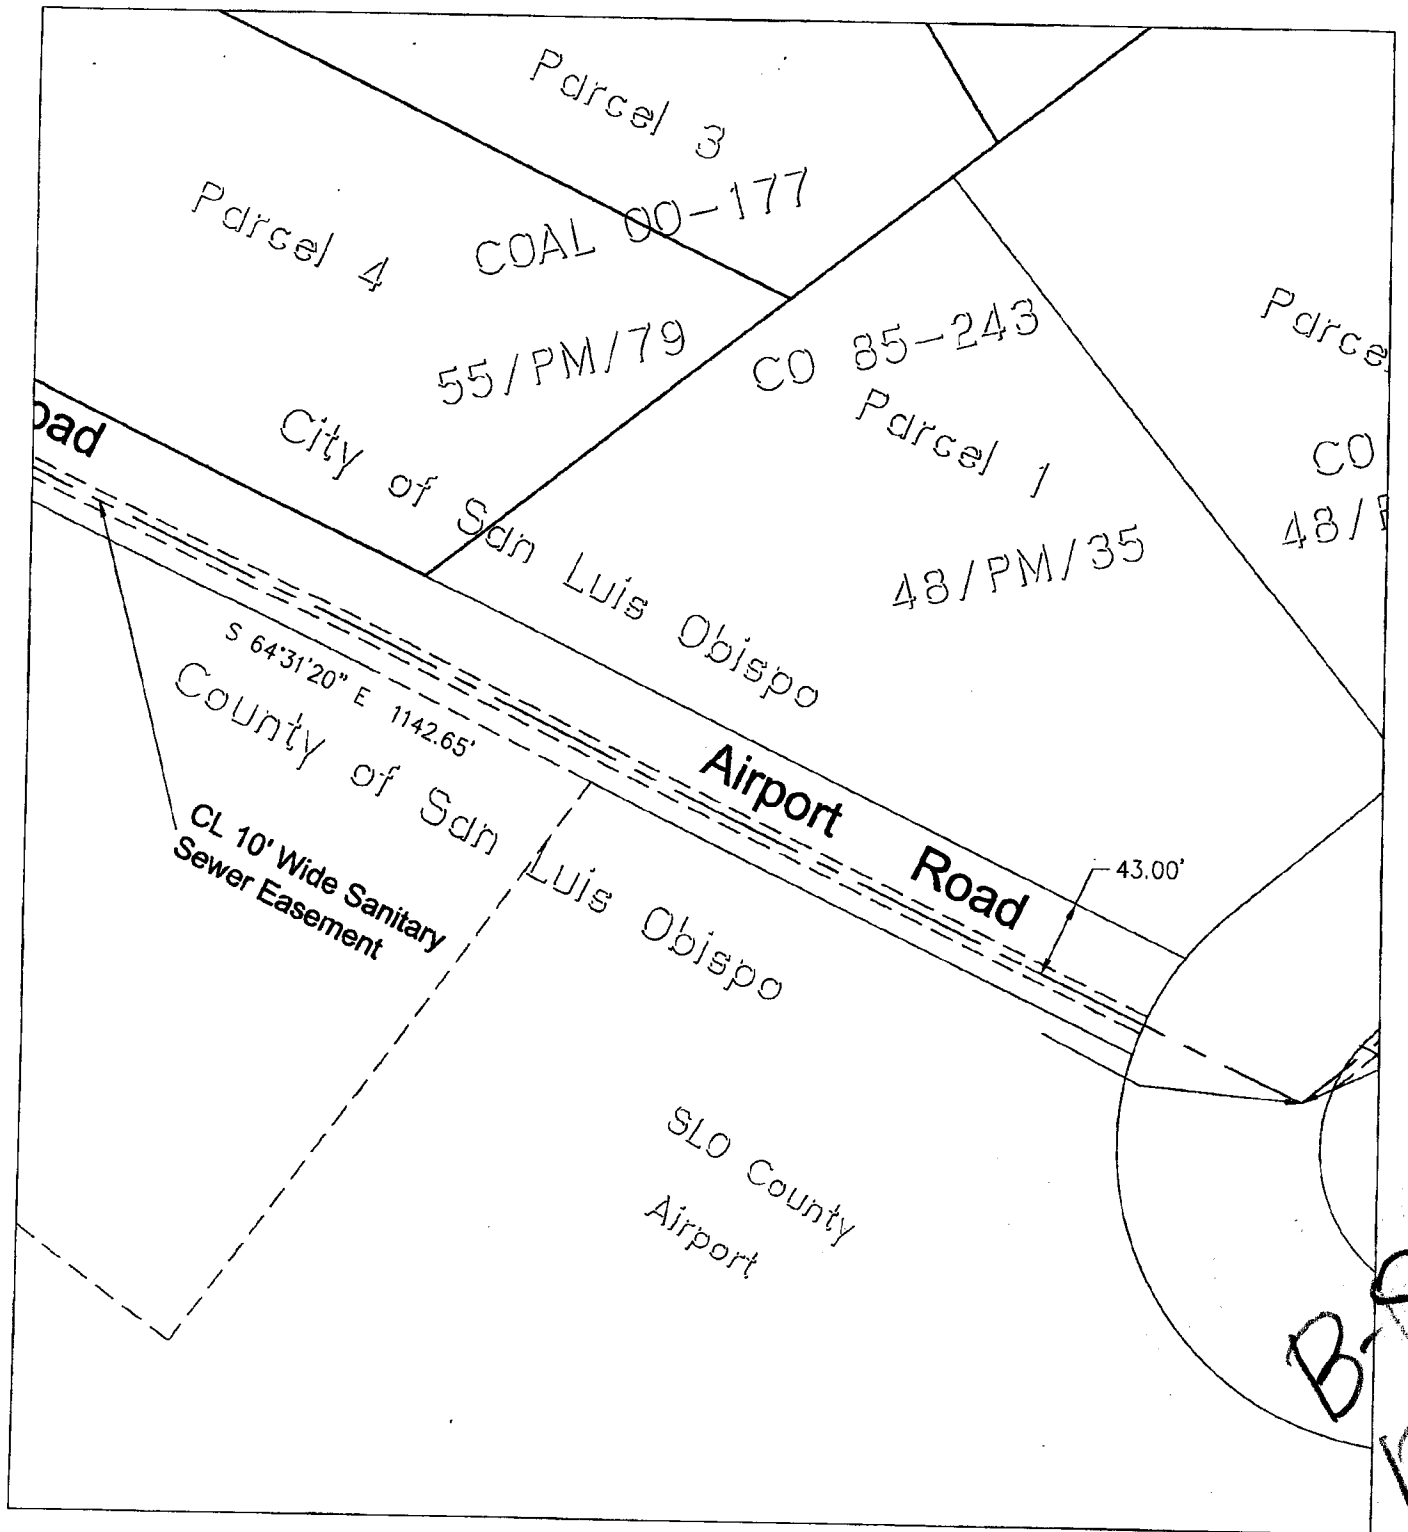 Parcel 3
Parcel 4
COAL 00-177
55/PM/79
CO 85-243
Parcel 1
48/PM/35
Parcel
CO
48/P
oad
City of San Luis Obispo
S 64°31'20" E 1142.65'
County of San Luis Obispo
CL 10' Wide Sanitary
Sewer Easement
Airport Road
43.00'
SLO County
Airport
B-